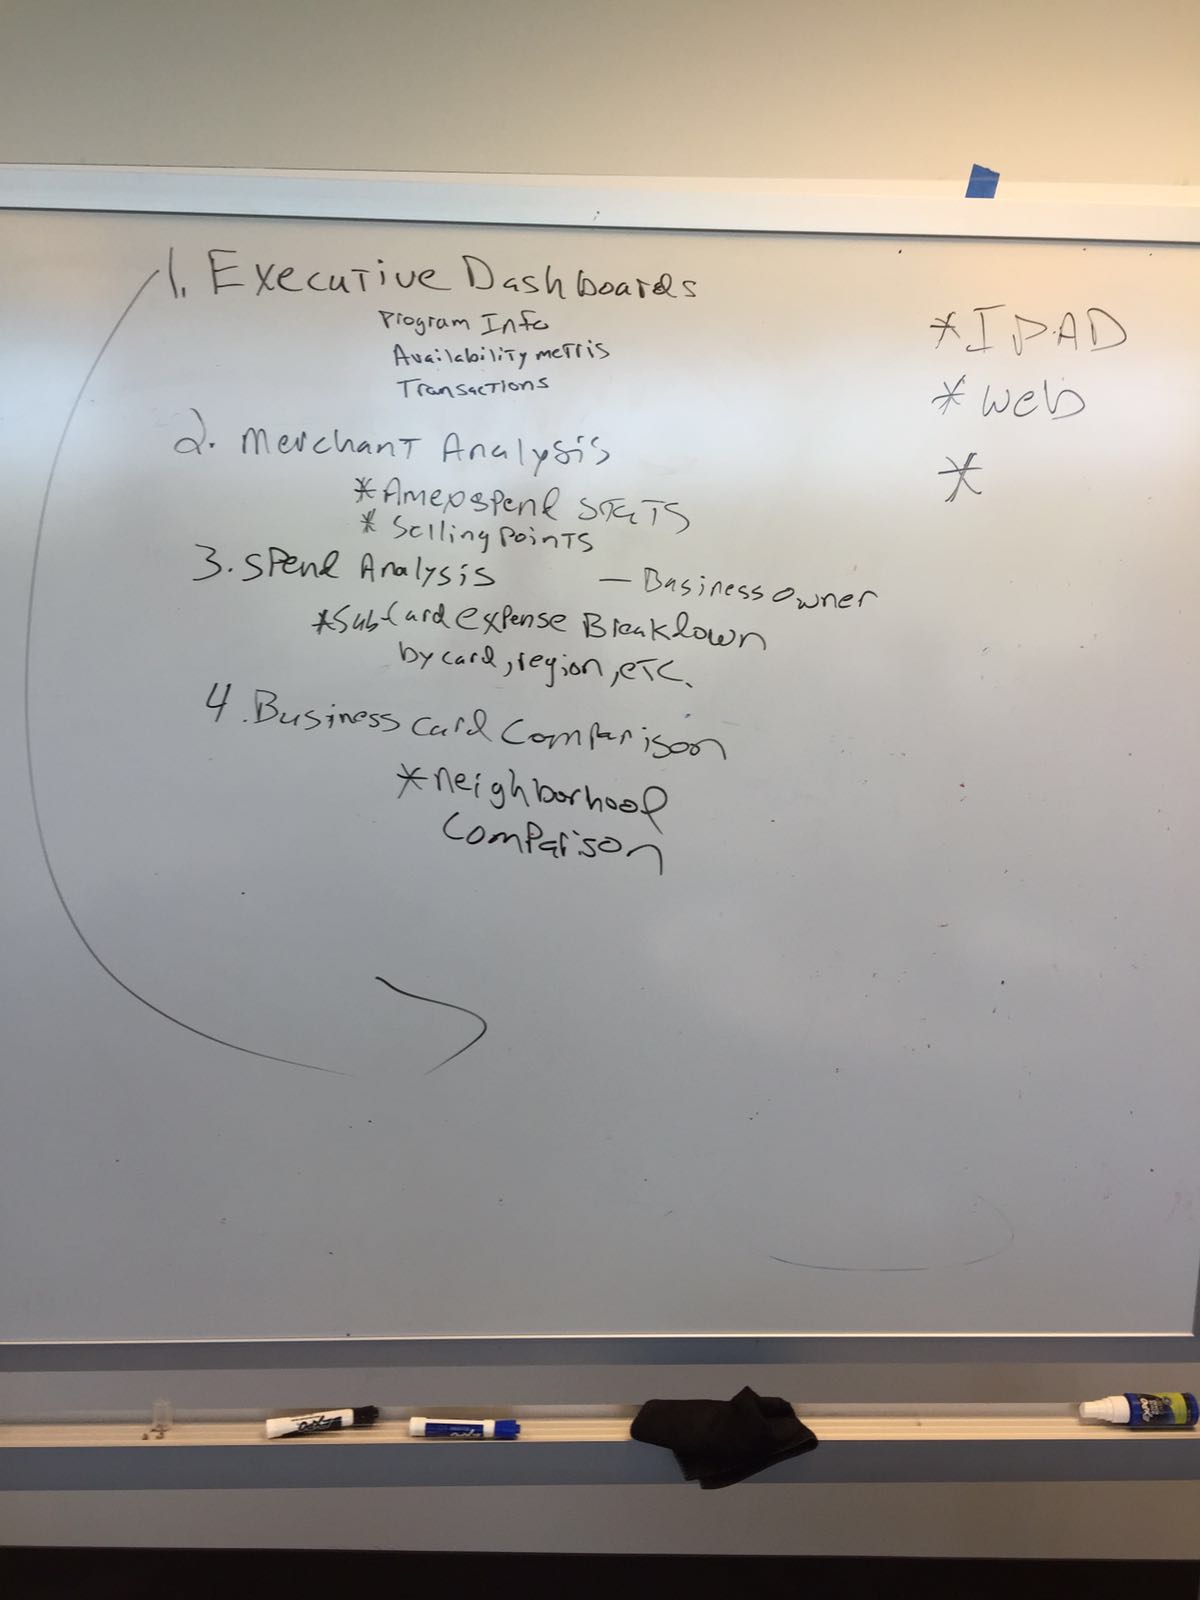 1. Executive Dashboards
Program Info
Availability metris
Transactions
2. Merchant Analysis
* Amex spend STATS
* Selling Points
3. Spend Analysis — Business owner
* Sub Card expense Breakdown
by card, region, etc.
4. Business Card Comparison
* neighborhood
Comparison
* IPAD
* web
*
EXPO